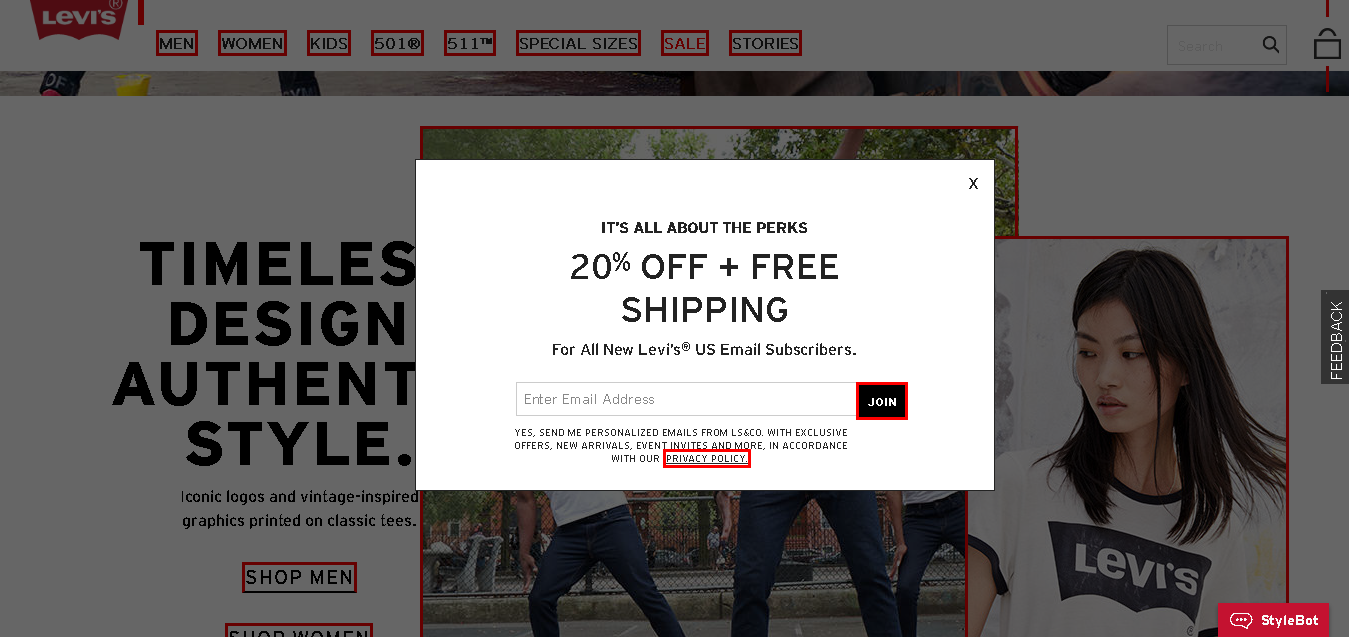 Levi's®
MEN WOMEN KIDS 501® 511™ SPECIAL SIZES SALE STORIES
Search
X
IT'S ALL ABOUT THE PERKS
20% OFF + FREE
SHIPPING
For All New Levi's® US Email Subscribers.
Enter Email Address JOIN
YES, SEND ME PERSONALIZED EMAILS FROM LS&CO. WITH EXCLUSIVE
OFFERS, NEW ARRIVALS, EVENT INVITES AND MORE, IN ACCORDANCE
WITH OUR PRIVACY POLICY.
TIMELES
DESIGN
AUTHENT
STYLE.
Iconic logos and vintage-inspired
graphics printed on classic tees.
SHOP MEN
SHOP WOMEN
FEEDBACK
Levi's
StyleBot